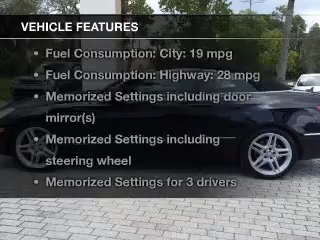 VEHICLE FEATURES
• Fuel Consumption: City: 19 mpg
• Fuel Consumption: Highway: 28 mpg
• Memorized Settings including door
mirror(s)
• Memorized Settings including
steering wheel
• Memorized Settings for 3 drivers